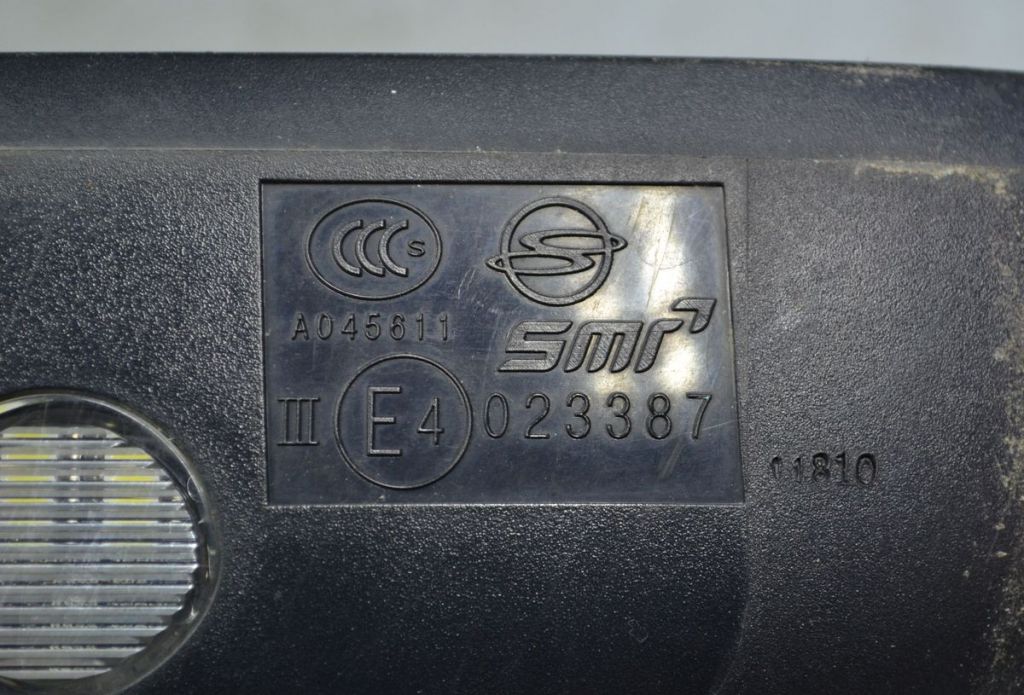 CCC S
A045611
smr
III E4 023387
11810